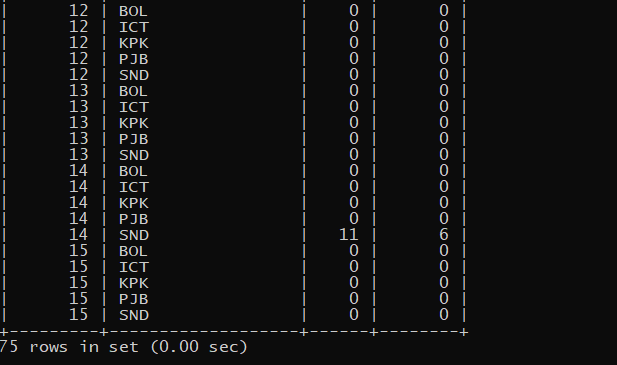 |       12 | BOL                |    0 |      0 |
|       12 | ICT                |    0 |      0 |
|       12 | KPK                |    0 |      0 |
|       12 | PJB                |    0 |      0 |
|       12 | SND                |    0 |      0 |
|       13 | BOL                |    0 |      0 |
|       13 | ICT                |    0 |      0 |
|       13 | KPK                |    0 |      0 |
|       13 | PJB                |    0 |      0 |
|       13 | SND                |    0 |      0 |
|       14 | BOL                |    0 |      0 |
|       14 | ICT                |    0 |      0 |
|       14 | KPK                |    0 |      0 |
|       14 | PJB                |    0 |      0 |
|       14 | SND                |   11 |      6 |
|       15 | BOL                |    0 |      0 |
|       15 | ICT                |    0 |      0 |
|       15 | KPK                |    0 |      0 |
|       15 | PJB                |    0 |      0 |
|       15 | SND                |    0 |      0 |
+---------+--------------------+------+--------+
75 rows in set (0.00 sec)